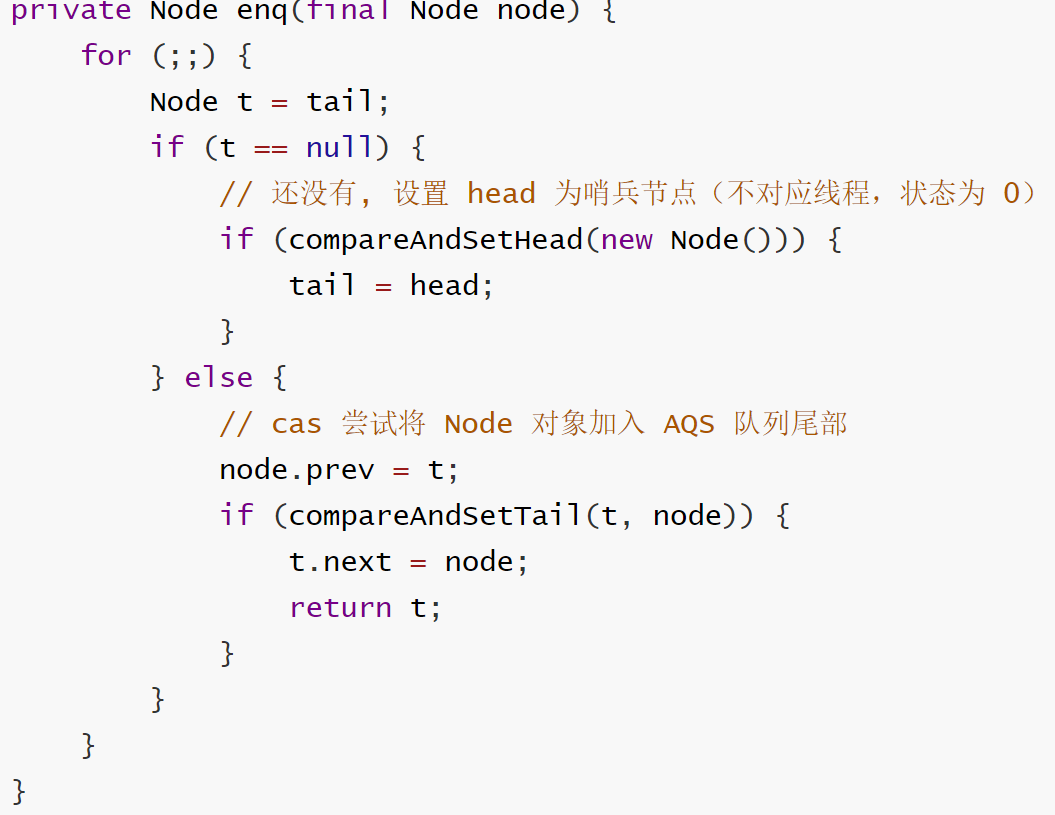 private Node enq(final Node node) {
for (;;) {
Node t = tail;
if (t == null) {
// 还没有, 设置 head 为哨兵节点（不对应线程，状态为 0）
if (compareAndSetHead(new Node())) {
tail = head;
}
} else {
// cas 尝试将 Node 对象加入 AQS 队列尾部
node.prev = t;
if (compareAndSetTail(t, node)) {
t.next = node;
return t;
}
}
}
}